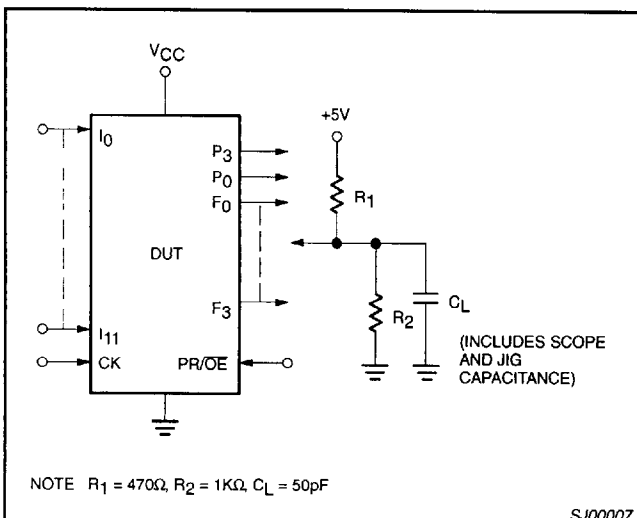 VCC
I0
P3
P0
F0
DUT
F3
I11
CK
PR/OE
+5V
R1
R2
CL
(INCLUDES SCOPE
AND JIG
CAPACITANCE)
NOTE R1 = 470Ω, R2 = 1KΩ, CL = 50pF
SJ00007